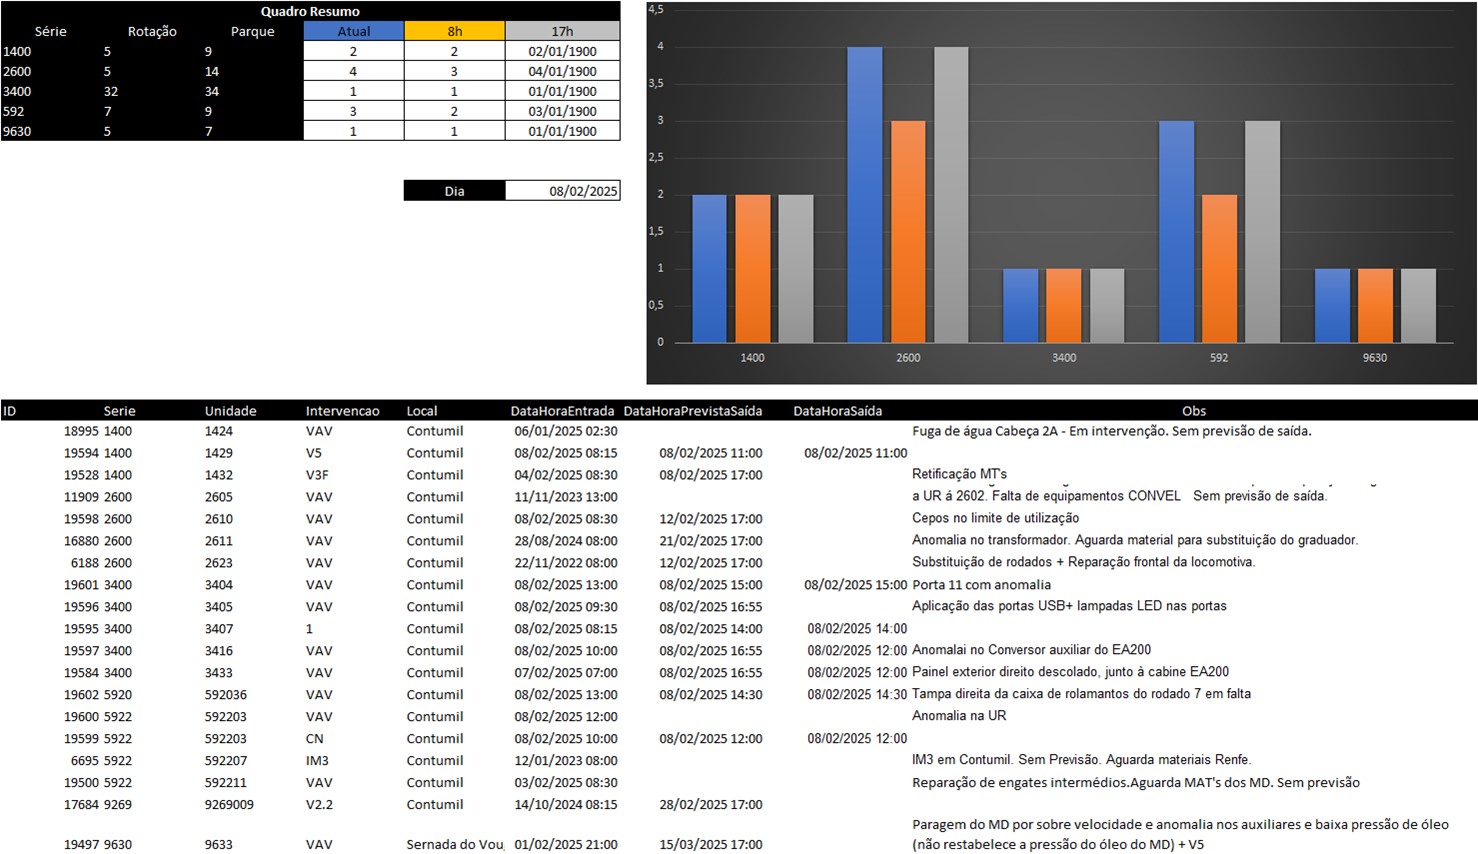 Quadro Resumo
Série Rotação Parque Atual 8h 17h
1400 5 9 2 2 02/01/1900
2600 5 14 4 3 04/01/1900
3400 32 34 1 1 01/01/1900
592 7 9 3 2 03/01/1900
9630 5 7 1 1 01/01/1900
Dia 08/02/2025
4,5
4
3,5
3
2,5
2
1,5
1
0,5
0
1400 2600 3400 592 9630
ID Serie Unidade Intervencao Local DataHoraEntrada DataHoraPrevistaSaída DataHoraSaída Obs
18995 1400 1424 VAV Contumil 06/01/2025 02:30 Fuga de água Cabeça 2A - Em intervenção. Sem previsão de saída.
19594 1400 1429 V5 Contumil 08/02/2025 08:15 08/02/2025 11:00 08/02/2025 11:00
19528 1400 1432 V3F Contumil 04/02/2025 08:30 08/02/2025 17:00 Retificação MT's
11909 2600 2605 VAV Contumil 11/11/2023 13:00 a UR á 2602. Falta de equipamentos CONVEL Sem previsão de saída.
19598 2600 2610 VAV Contumil 08/02/2025 08:30 12/02/2025 17:00 Cepos no limite de utilização
16880 2600 2611 VAV Contumil 28/08/2024 08:00 21/02/2025 17:00 Anomalia no transformador. Aguarda material para substituição do graduador.
6188 2600 2623 VAV Contumil 22/11/2022 08:00 12/02/2025 17:00 Substituição de rodados + Reparação frontal da locomotiva.
19601 3400 3404 VAV Contumil 08/02/2025 13:00 08/02/2025 15:00 08/02/2025 15:00 Porta 11 com anomalia
19596 3400 3405 VAV Contumil 08/02/2025 09:30 08/02/2025 16:55 Aplicação das portas USB+ lampadas LED nas portas
19595 3400 3407 1 Contumil 08/02/2025 08:15 08/02/2025 14:00 08/02/2025 14:00
19597 3400 3416 VAV Contumil 08/02/2025 10:00 08/02/2025 16:55 08/02/2025 12:00 Anomalai no Conversor auxiliar do EA200
19584 3400 3433 VAV Contumil 07/02/2025 07:00 08/02/2025 16:55 08/02/2025 12:00 Painel exterior direito descolado, junto à cabine EA200
19602 5920 592036 VAV Contumil 08/02/2025 13:00 08/02/2025 14:30 08/02/2025 14:30 Tampa direita da caixa de rolamantos do rodado 7 em falta
19600 5922 592203 VAV Contumil 08/02/2025 12:00 Anomalia na UR
19599 5922 592203 CN Contumil 08/02/2025 10:00 08/02/2025 12:00 08/02/2025 12:00
6695 5922 592207 IM3 Contumil 12/01/2023 08:00 IM3 em Contumil. Sem Previsão. Aguarda materiais Renfe.
19500 5922 592211 VAV Contumil 03/02/2025 08:30 Reparação de engates intermédios.Aguarda MAT's dos MD. Sem previsão
17684 9269 9269009 V2.2 Contumil 14/10/2024 08:15 28/02/2025 17:00
Paragem do MD por sobre velocidade e anomalia nos auxiliares e baixa pressão de óleo
19497 9630 9633 VAV Sernada do Vou 01/02/2025 21:00 15/03/2025 17:00 (não restabelece a pressão do óleo do MD) + V5